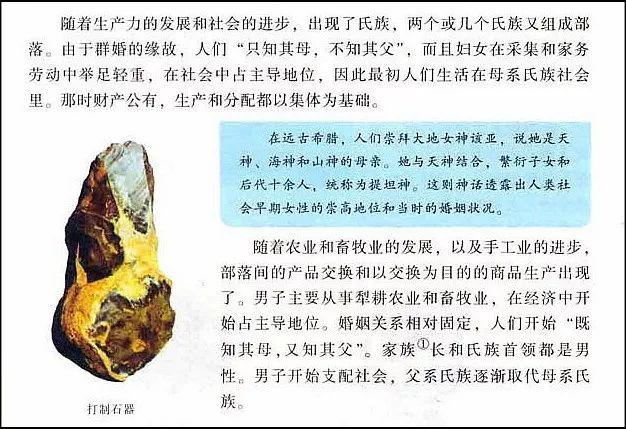 随着生产力的发展和社会的进步，出现了氏族，两个或几个氏族又组成部
落。由于群婚的缘故，人们“只知其母，不知其父”，而且妇女在采集和家务
劳动中举足轻重，在社会中占主导地位，因此最初人们生活在母系氏族社会
里。那时财产公有，生产和分配都以集体为基础。
在远古希腊，人们崇拜大地女神该亚，说她是天
神、海神和山神的母亲。她与天神结合，繁衍子女和
后代十余人，统称为提坦神。这则神话透露出人类社
会早期女性的崇高地位和当时的婚姻状况。
随着农业和畜牧业的发展，以及手工业的进步，
部落间的产品交换和以交换为目的的商品生产出现
了。男子主要从事犁耕农业和畜牧业，在经济中开
始占主导地位。婚姻关系相对固定，人们开始“既
知其母，又知其父”。家族①长和氏族首领都是男
性。男子开始支配社会，父系氏族逐渐取代母系氏
族。
打制石器